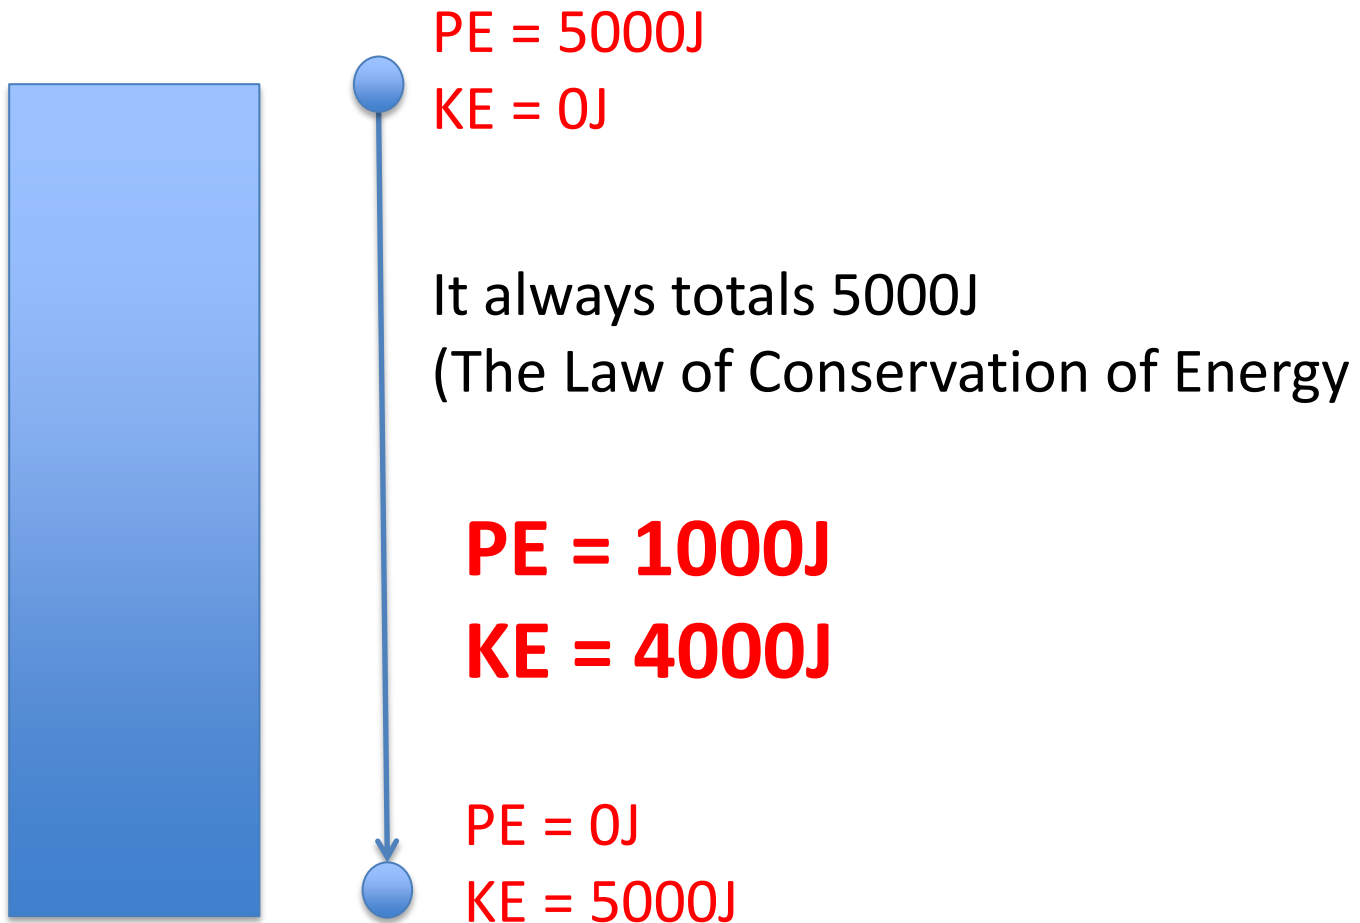 PE = 5000J
KE = 0J
It always totals 5000J
(The Law of Conservation of Energy
PE = 1000J
KE = 4000J
PE = 0J
KE = 5000J